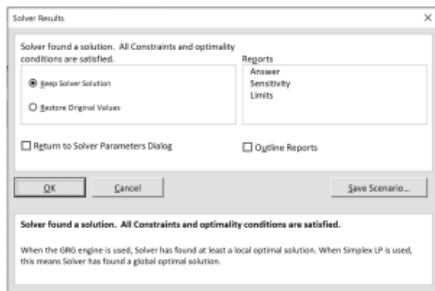 Solver Results
Solver found a solution. All Constraints and optimality
conditions are satisfied.
Reports
Answer
Sensitivity
Limits
Keep Solver Solution
Restore Original Values
Return to Solver Parameters Dialog
Outline Reports
OK
Cancel
Save Scenario...
Solver found a solution. All Constraints and optimality conditions are satisfied.
When the GRG engine is used, Solver has found at least a local optimal solution. When Simplex LP is used,
this means Solver has found a global optimal solution.